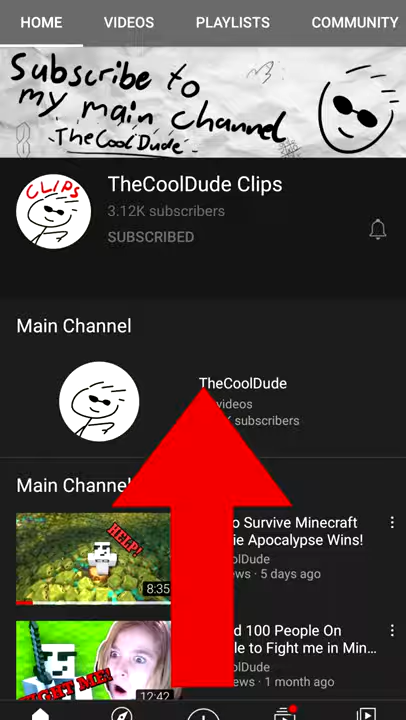 HOME VIDEOS PLAYLISTS COMMUNITY
Subscribe to
my main channel
-TheCoolDude-
CLIPS
TheCoolDude Clips
3.12K subscribers
SUBSCRIBED
Main Channel
TheCoolDude
videos
subscribers
Main Channel
HELP!
8:35
o Survive Minecraft
ie Apocalypse Wins!
olDude
ews · 5 days ago
FIGHT ME!
12:42
d 100 People On
le to Fight me in Min...
olDude
ews · 1 month ago